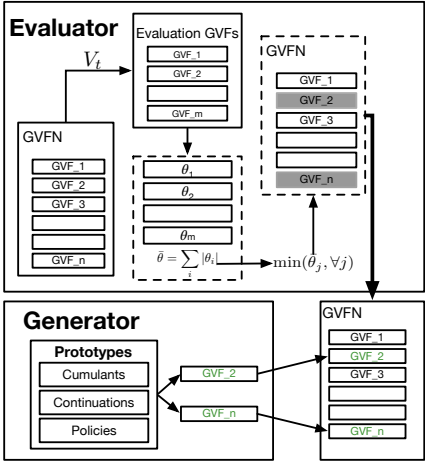 Evaluator
Evaluation GVFs
GVF_1
GVF_2
GVF_m
V_t
GVFN
GVF_1
GVF_2
GVF_3
GVF_n
θ_1
θ_2
θ_m
θ̄ = ∑_i |θ_i|
min(θ̄_j, ∀j)
GVFN
GVF_1
GVF_2
GVF_3
GVF_n
Generator
Prototypes
Cumulants
Continuations
Policies
GVF_2
GVF_n
GVFN
GVF_1
GVF_2
GVF_3
GVF_n